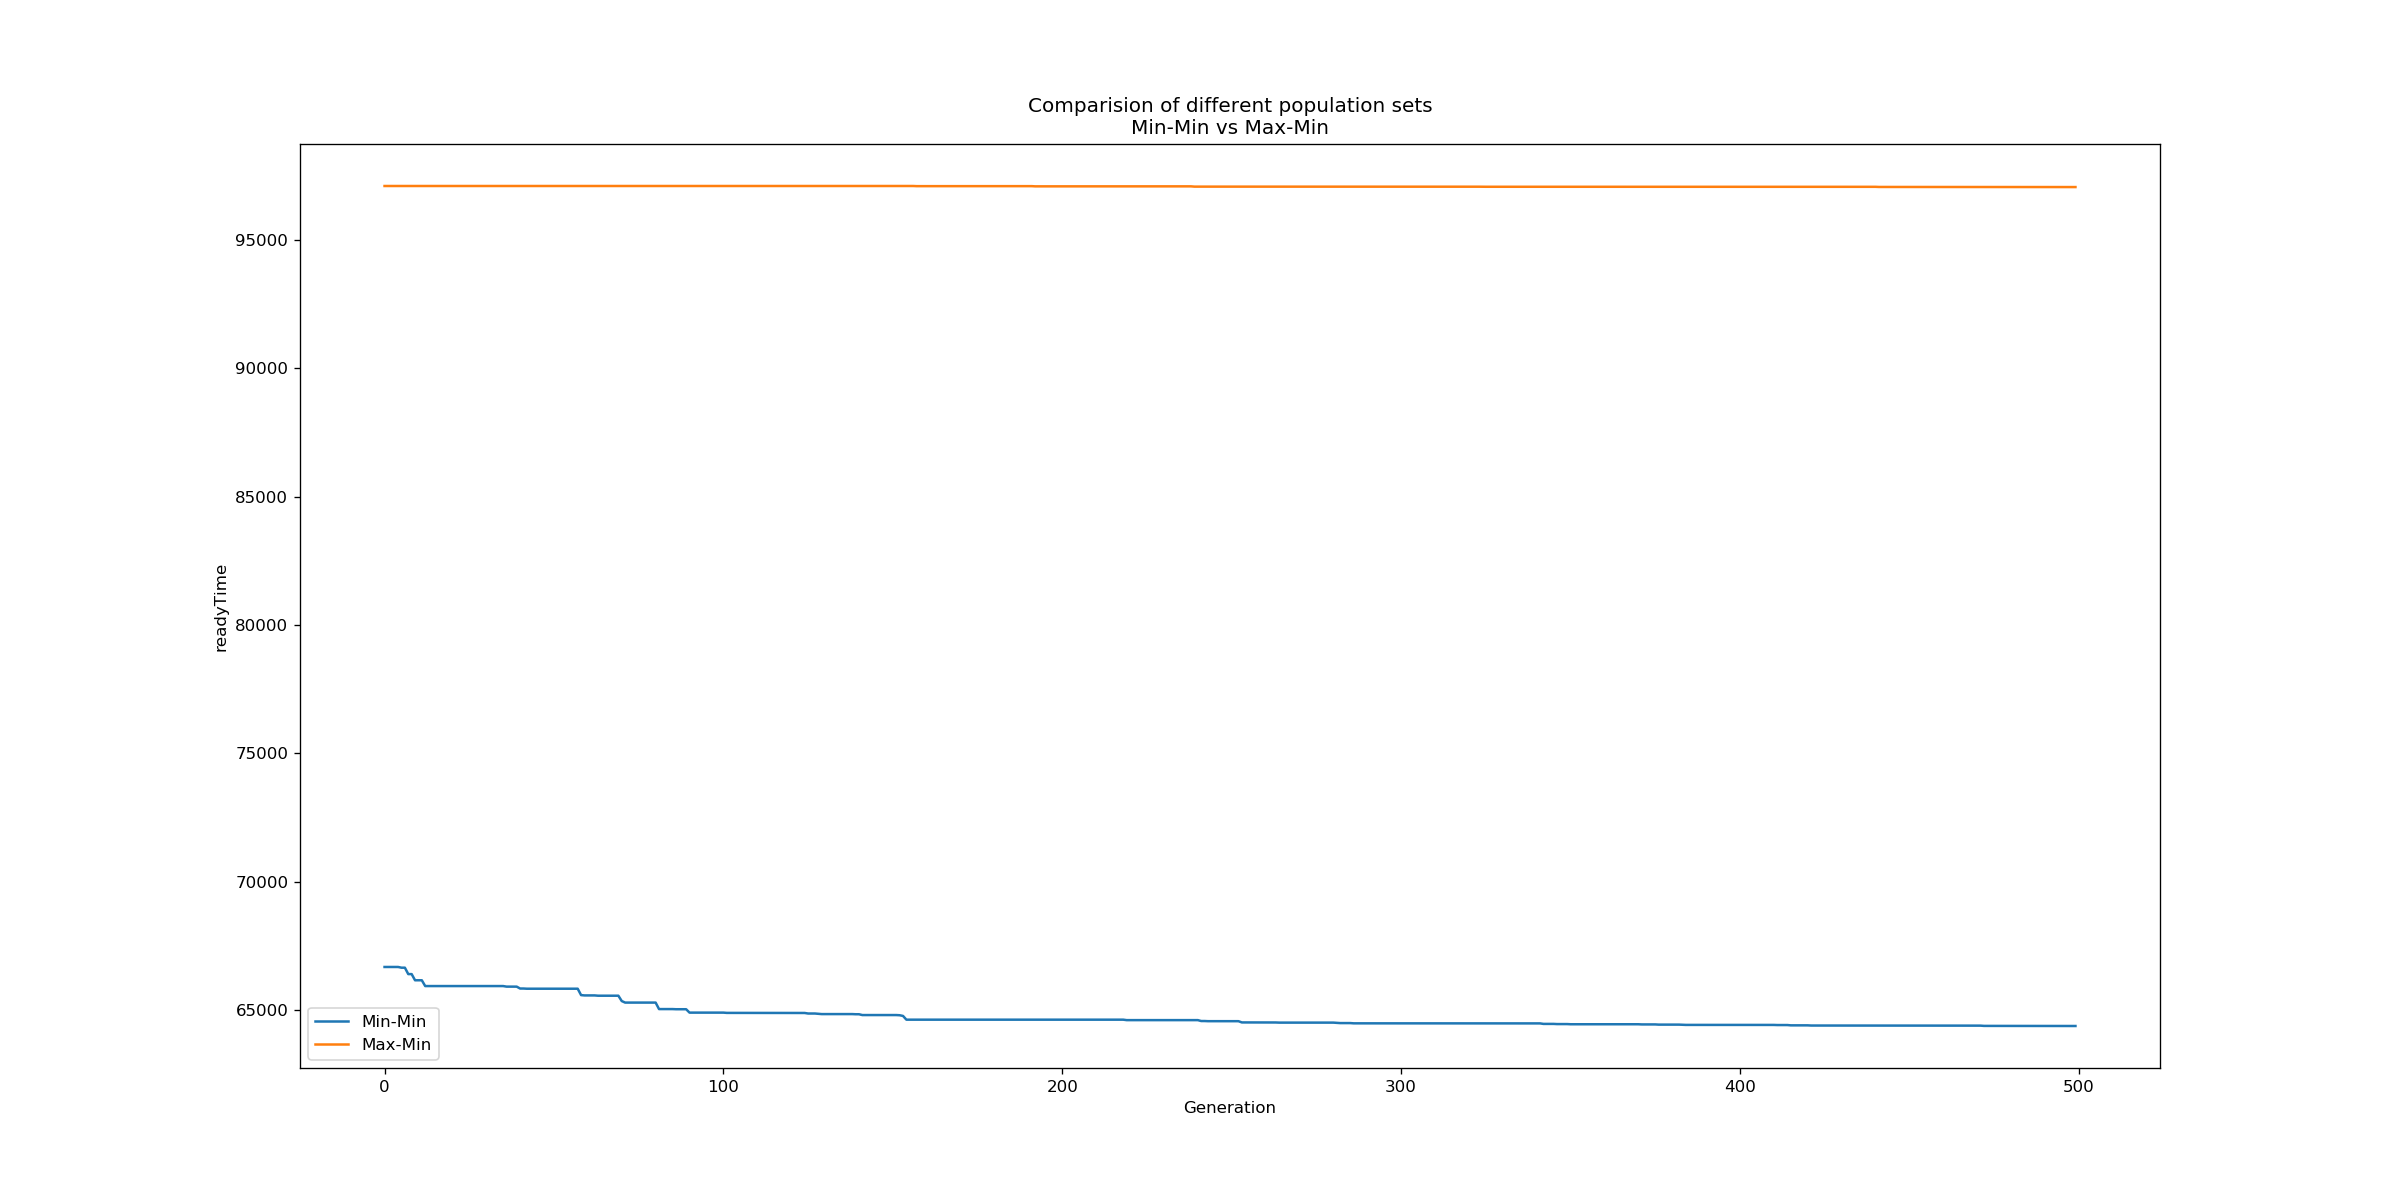 Comparision of different population sets
Min-Min vs Max-Min
95000
90000
85000
80000
75000
70000
65000
readyTime
Min-Min
Max-Min
0 100 200 300 400 500
Generation